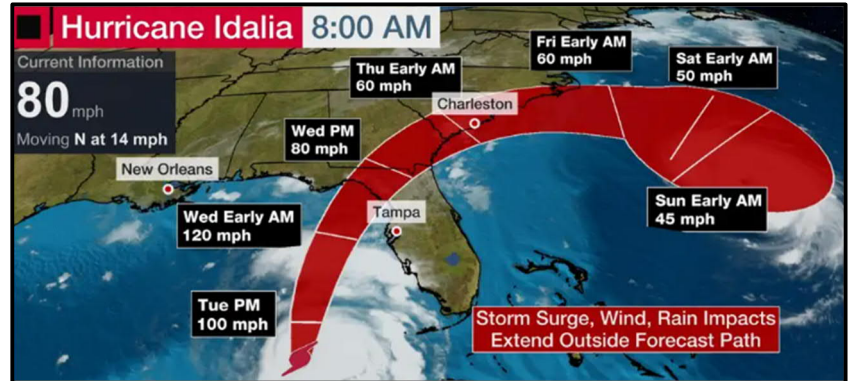 Hurricane Idalia 8:00 AM
Current Information
80 mph
Moving N at 14 mph
Fri Early AM
60 mph
Sat Early AM
50 mph
Thu Early AM
60 mph
Charleston
Wed PM
80 mph
New Orleans
Wed Early AM
120 mph
Tampa
Sun Early AM
45 mph
Tue PM
100 mph
Storm Surge, Wind, Rain Impacts
Extend Outside Forecast Path